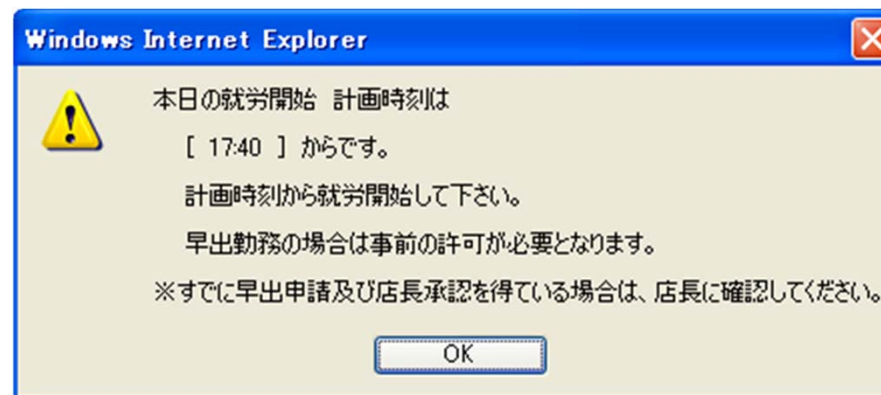 Windows Internet Explorer
本日の就労開始 計画時刻は
[ 17:40 ] からです。
計画時刻から就労開始して下さい。
早出勤務の場合は事前の許可が必要となります。
※すでに早出申請及び店長承認を得ている場合は、店長に確認してください。
OK